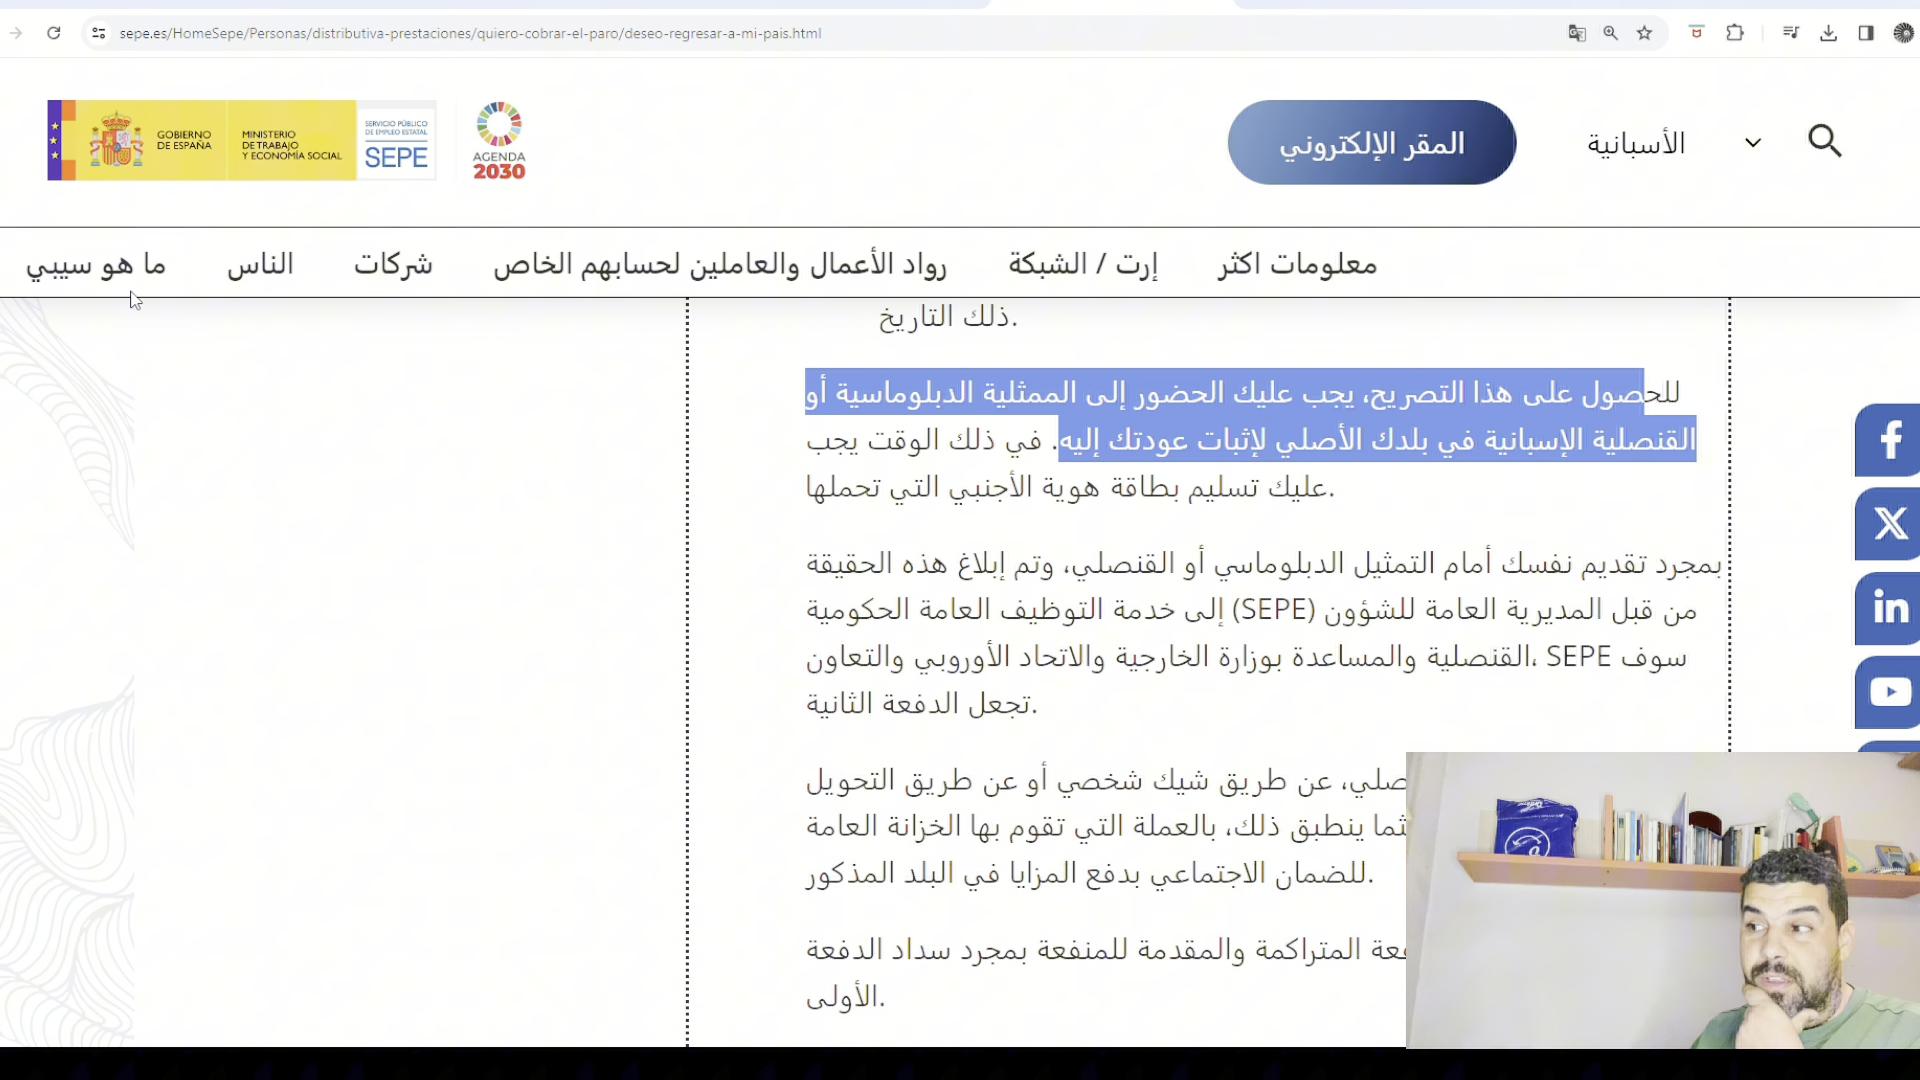 sepe.es/HomeSepe/Personas/distributiva-prestaciones/quiero-cobrar-el-paro/deseo-regresar-a-mi-pais.html
GOBIERNO
DE ESPAÑA
MINISTERIO
DE TRABAJO
Y ECONOMÍA SOCIAL
SERVICIO PÚBLICO
DE EMPLEO ESTATAL
SEPE
AGENDA
2030
المقر الإلكتروني
الأسبانية
ما هو سيبي
الناس
شركات
رواد الأعمال والعاملين لحسابهم الخاص
إرت / الشبكة
معلومات اكثر
ذلك التاريخ.
للحصول على هذا التصريح، يجب عليك الحضور إلى الممثلية الدبلوماسية أو
القنصلية الإسبانية في بلدك الأصلي لإثبات عودتك إليه. في ذلك الوقت يجب
عليك تسليم بطاقة هوية الأجنبي التي تحملها.
بمجرد تقديم نفسك أمام التمثيل الدبلوماسي أو القنصلي، وتم إبلاغ هذه الحقيقة
إلى خدمة التوظيف العامة الحكومية (SEPE) من قبل المديرية العامة للشؤون
القنصلية والمساعدة بوزارة الخارجية والاتحاد الأوروبي والتعاون، SEPE سوف
تجعل الدفعة الثانية.
صلي، عن طريق شيك شخصي أو عن طريق التحويل
ثما ينطبق ذلك، بالعملة التي تقوم بها الخزانة العامة
للضمان الاجتماعي بدفع المزايا في البلد المذكور.
فعة المتراكمة والمقدمة للمنفعة بمجرد سداد الدفعة
الأولى.